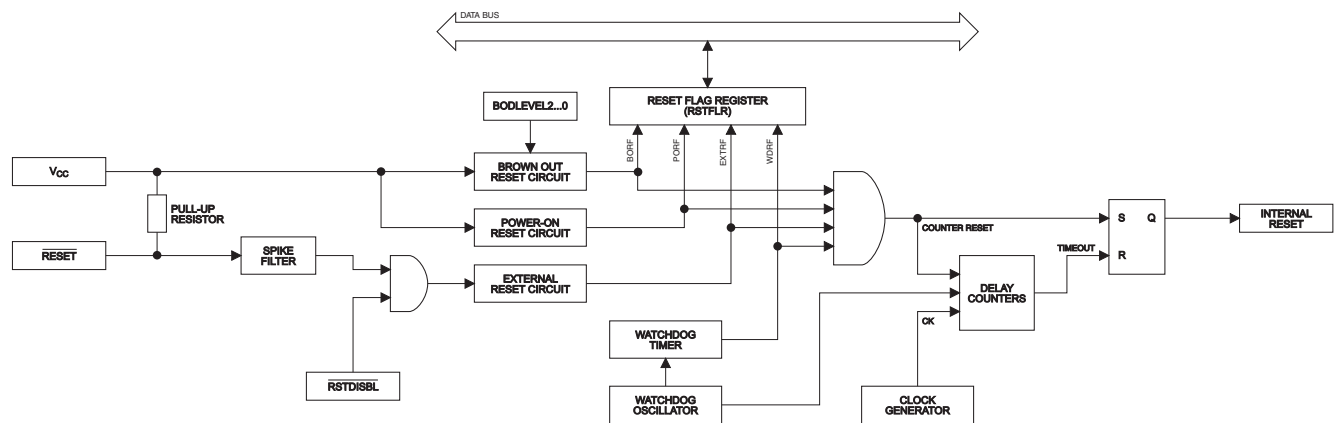 DATA BUS
BODLEVEL2...0
RESET FLAG REGISTER
(RSTFLR)
BORF
PORF
EXTRF
WDRF
VCC
BROWN OUT
RESET CIRCUIT
PULL-UP
RESISTOR
POWER-ON
RESET CIRCUIT
S
Q
INTERNAL
RESET
COUNTER RESET
RESET
SPIKE
FILTER
TIMEOUT
R
EXTERNAL
RESET CIRCUIT
DELAY
COUNTERS
CK
WATCHDOG
TIMER
RSTDISBL
WATCHDOG
OSCILLATOR
CLOCK
GENERATOR